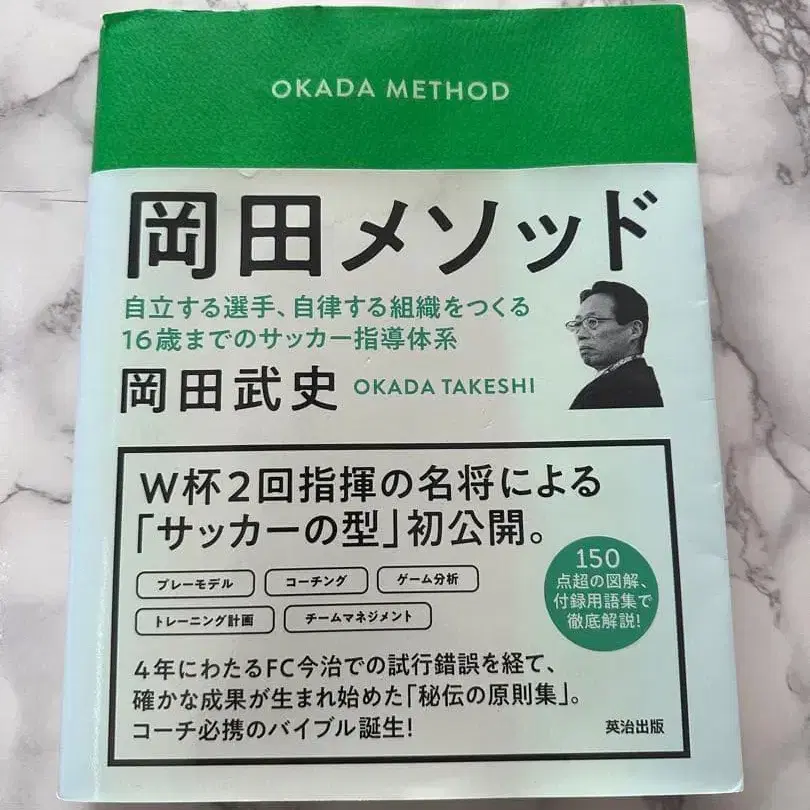 OKADA METHOD
岡田メソッド
自立する選手、自律する組織をつくる
16歳までのサッカー指導体系
岡田武史 OKADA TAKESHI
W杯2回指揮の名将による
「サッカーの型」初公開。
プレーモデル コーチング ゲーム分析
トレーニング計画 チームマネジメント
150
点超の図解、
付録用語集で
徹底解説!
4年にわたるFC今治での試行錯誤を経て、
確かな成果が生まれ始めた「秘伝の原則集」。
コーチ必携のバイブル誕生!
英治出版